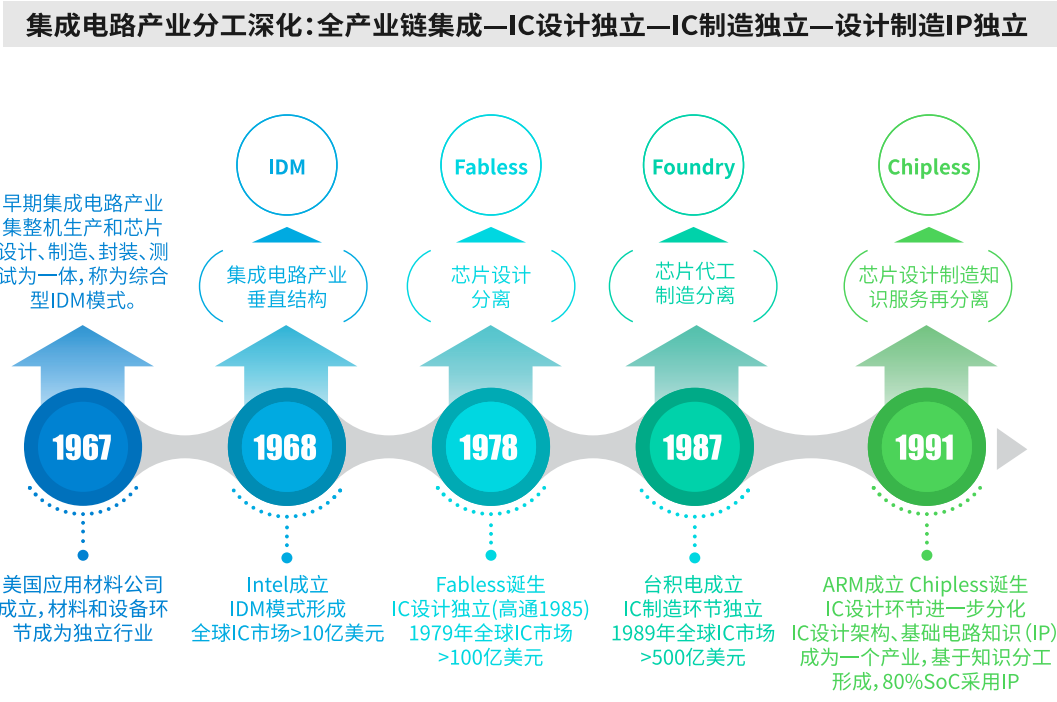 集成电路产业分工深化：全产业链集成—IC设计独立—IC制造独立—设计制造IP独立
早期集成电路产业
集整机生产和芯片
设计、制造、封装、测
试为一体，称为综合
型IDM模式。
1967
美国应用材料公司
成立，材料和设备环
节成为独立行业
IDM
集成电路产业
垂直结构
1968
Intel成立
IDM模式形成
全球IC市场>10亿美元
Fabless
芯片设计
分离
1978
Fabless诞生
IC设计独立(高通1985)
1979年全球IC市场
>100亿美元
Foundry
芯片代工
制造分离
1987
台积电成立
IC制造环节独立
1989年全球IC市场
>500亿美元
Chipless
芯片设计制造知
识服务再分离
1991
ARM成立 Chipless诞生
IC设计环节进一步分化
IC设计架构、基础电路知识（IP）
成为一个产业，基于知识分工
形成，80%SoC采用IP